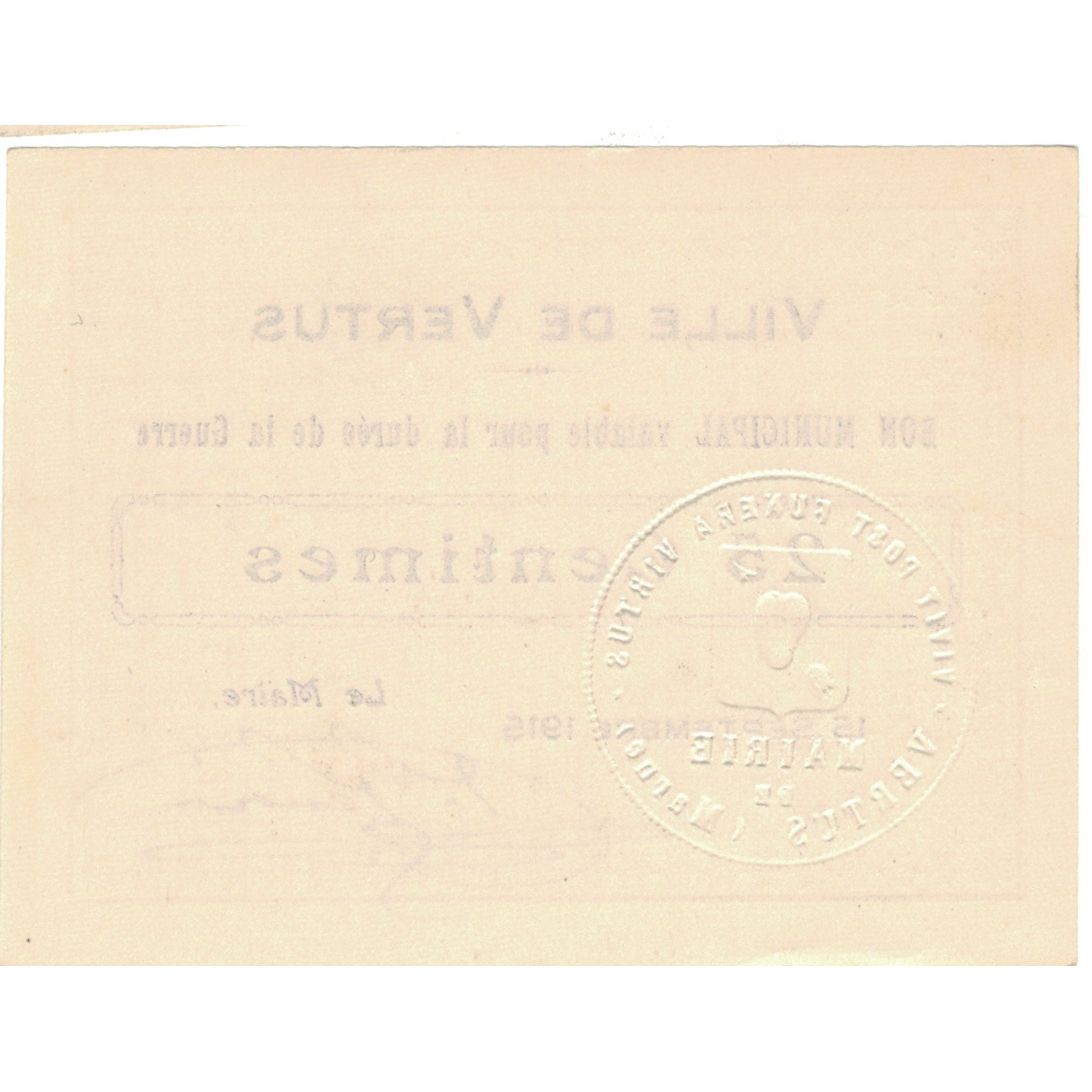 VILLE DE VERTUS
BON MUNICIPAL valable pour la durée de la Guerre
25 Centimes
Le Maire,
15 SEPTEMBRE 1915
VIVIT POST FUNERA VIRTUS
MAIRIE
DE
VERTUS (Marne)